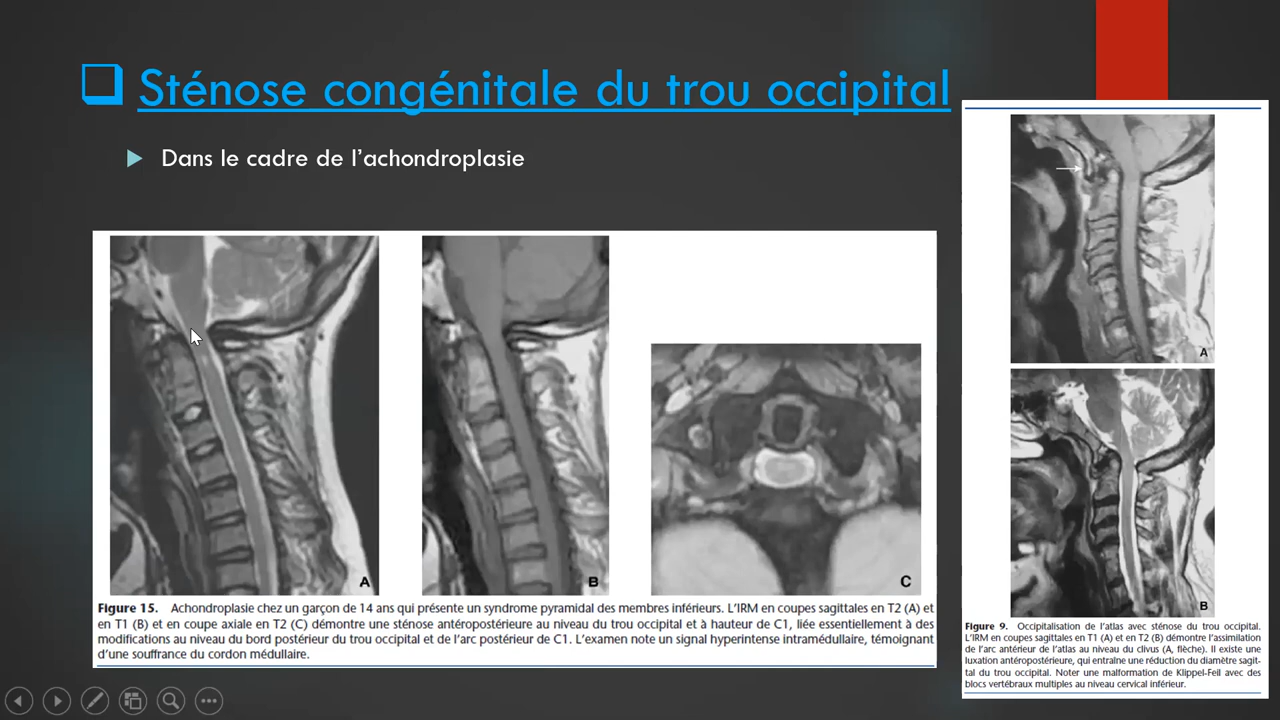 Sténose congénitale du trou occipital
Dans le cadre de l'achondroplasie
A
B
C
Figure 15. Achondroplasie chez un garçon de 14 ans qui présente un syndrome pyramidal des membres inférieurs. L'IRM en coupes sagittales en T2 (A) et
en T1 (B) et en coupe axiale en T2 (C) démontre une sténose antéropostérieure au niveau du trou occipital et à hauteur de C1, liée essentiellement à des
modifications au niveau du bord postérieur du trou occipital et de l'arc postérieur de C1. L'examen note un signal hyperintense intramédullaire, témoignant
d'une souffrance du cordon médullaire.
A
B
Figure 9. Occipitalisation de l'atlas avec sténose du trou occipital.
L'IRM en coupes sagittales en T1 (A) et en T2 (B) démontre l'assimilation
de l'arc antérieur de l'atlas au niveau du clivus (A, flèche). Il existe une
luxation antéropostérieure, qui entraîne une réduction du diamètre sagit-
tal du trou occipital. Noter une malformation de Klippel-Feil avec des
blocs vertébraux multiples au niveau cervical inférieur.